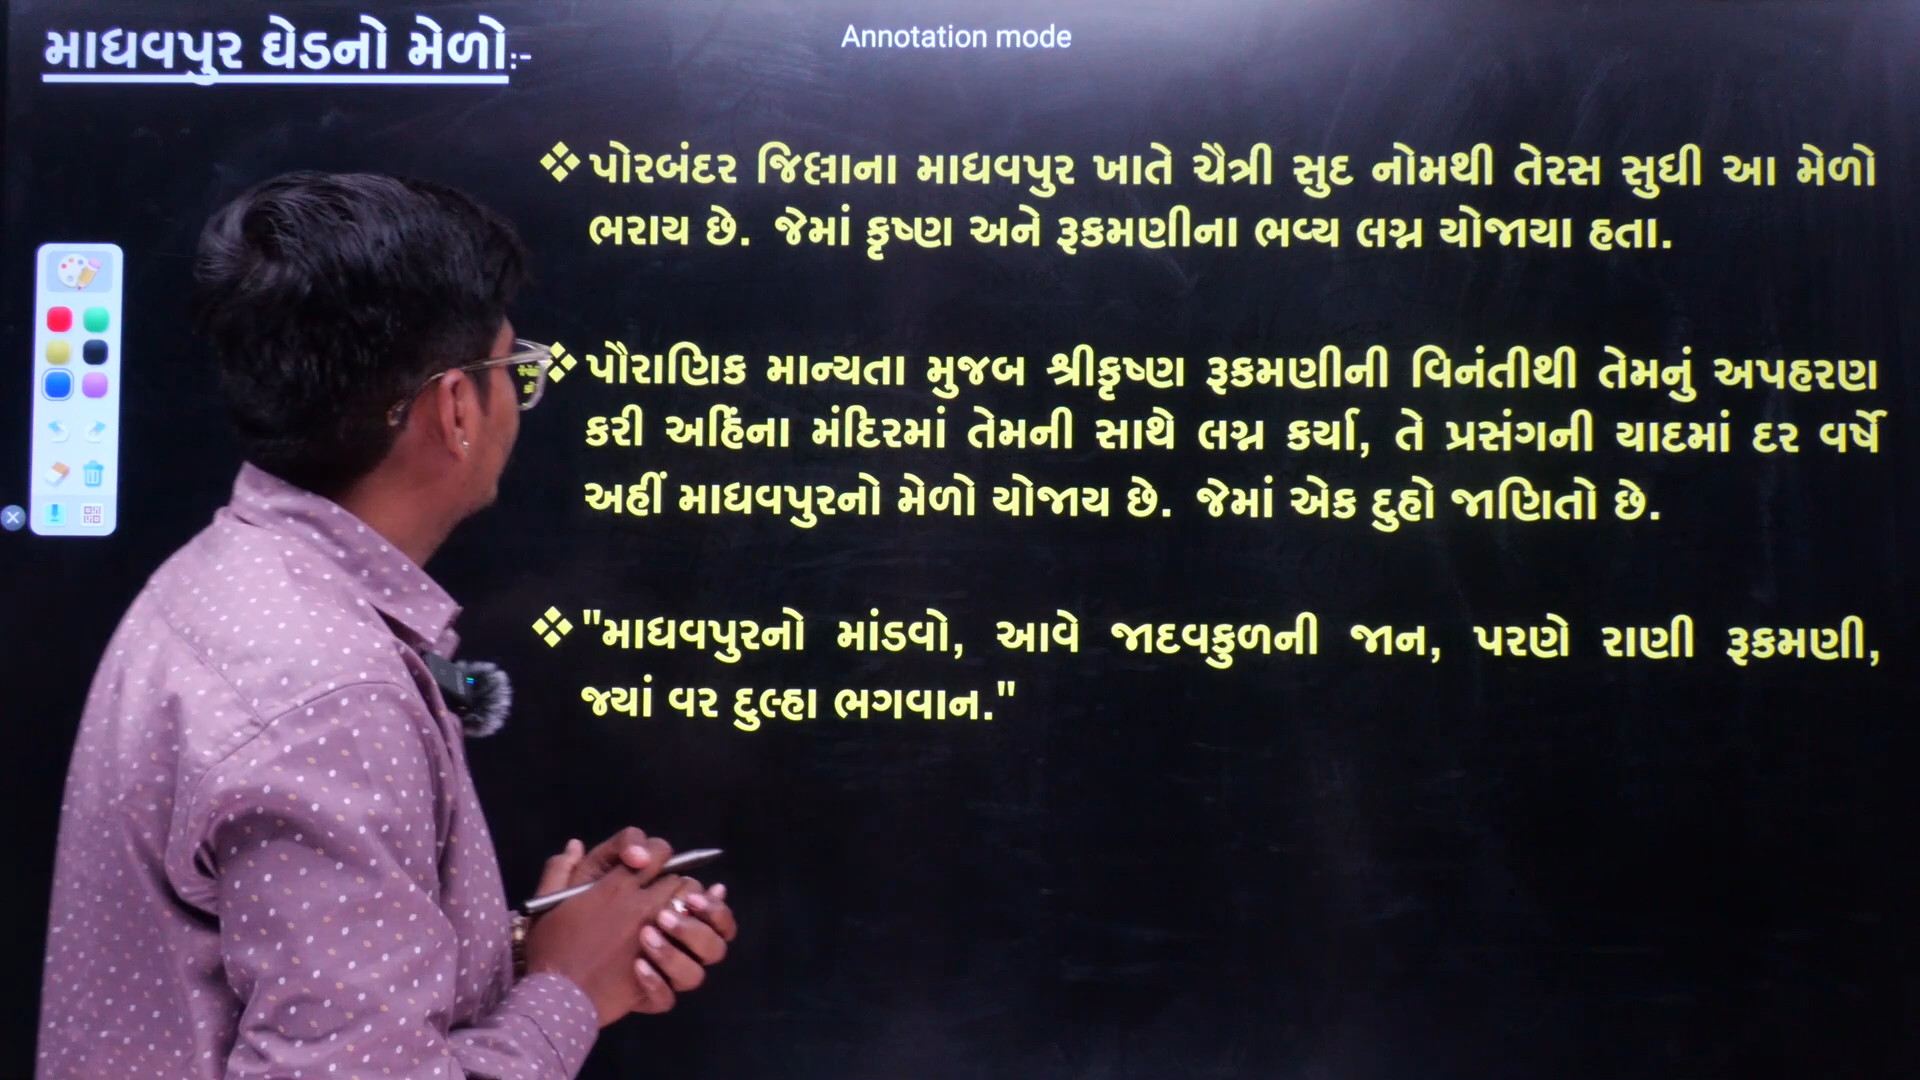 માધવપુર ઘેડનો મેળો:-
Annotation mode
❖ પોરબંદર જિલ્લાના માધવપુર ખાતે ચૈત્રી સુદ નોમથી તેરસ સુધી આ મેળો
ભરાય છે. જેમાં કૃષ્ણ અને રૂકમણીના ભવ્ય લગ્ન યોજાયા હતા.
❖ પૌરાણિક માન્યતા મુજબ શ્રીકૃષ્ણ રૂકમણીની વિનંતીથી તેમનું અપહરણ
કરી અહિંના મંદિરમાં તેમની સાથે લગ્ન કર્યા, તે પ્રસંગની યાદમાં દર વર્ષે
અહીં માધવપુરનો મેળો યોજાય છે. જેમાં એક દુહો જાણિતો છે.
❖ "માધવપુરનો માંડવો, આવે જાદવકુળની જાન, પરણે રાણી રૂકમણી,
જ્યાં વર દુલ્હા ભગવાન."